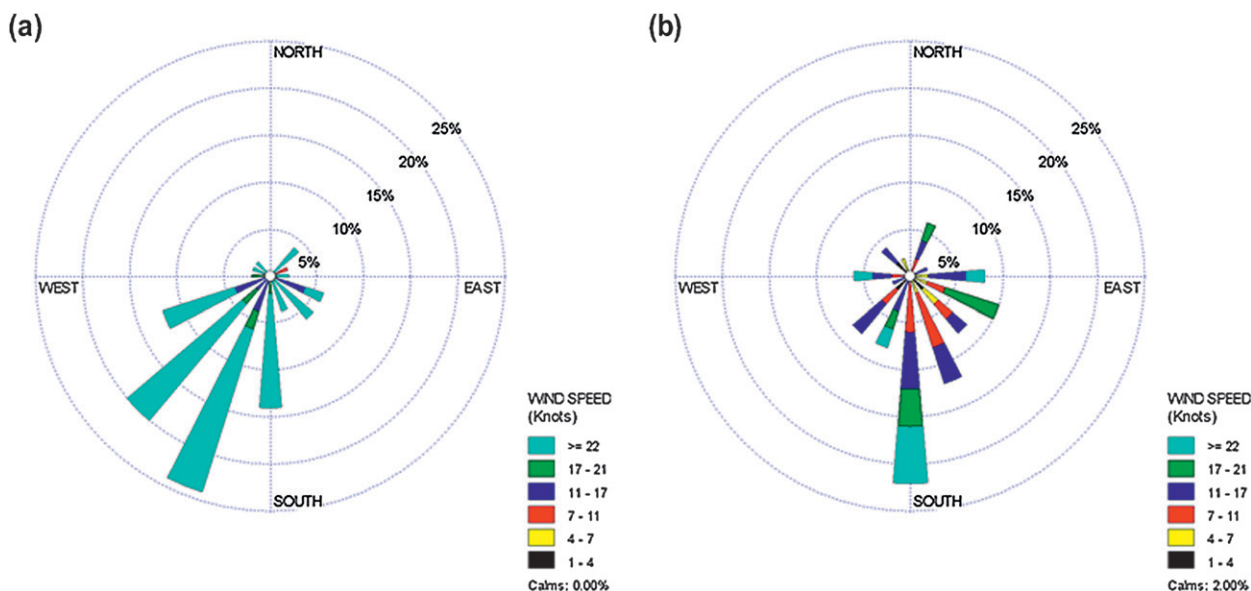 (a)
NORTH
25%
20%
15%
10%
5%
WEST
EAST
SOUTH
WIND SPEED
(Knots)
>= 22
17 - 21
11 - 17
7 - 11
4 - 7
1 - 4
Calms: 0.00%
(b)
NORTH
25%
20%
15%
10%
5%
WEST
EAST
SOUTH
WIND SPEED
(Knots)
>= 22
17 - 21
11 - 17
7 - 11
4 - 7
1 - 4
Calms: 2.00%